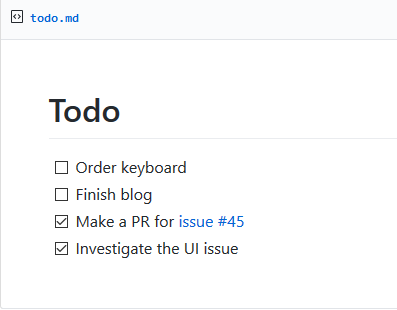 todo.md
Todo
Order keyboard
Finish blog
Make a PR for issue #45
Investigate the UI issue